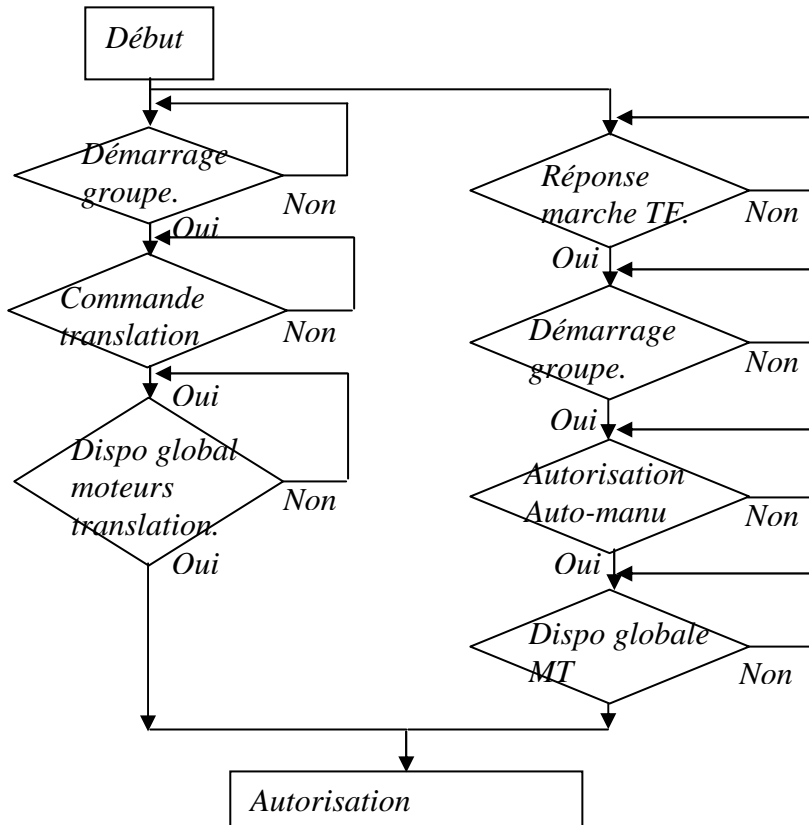 Début
Démarrage
groupe.
Non
Oui
Commande
translation
Non
Oui
Dispo global
moteurs
translation.
Non
Oui
Réponse
marche TF.
Non
Oui
Démarrage
groupe.
Non
Oui
Autorisation
Auto-manu
Non
Oui
Dispo globale
MT
Non
Autorisation